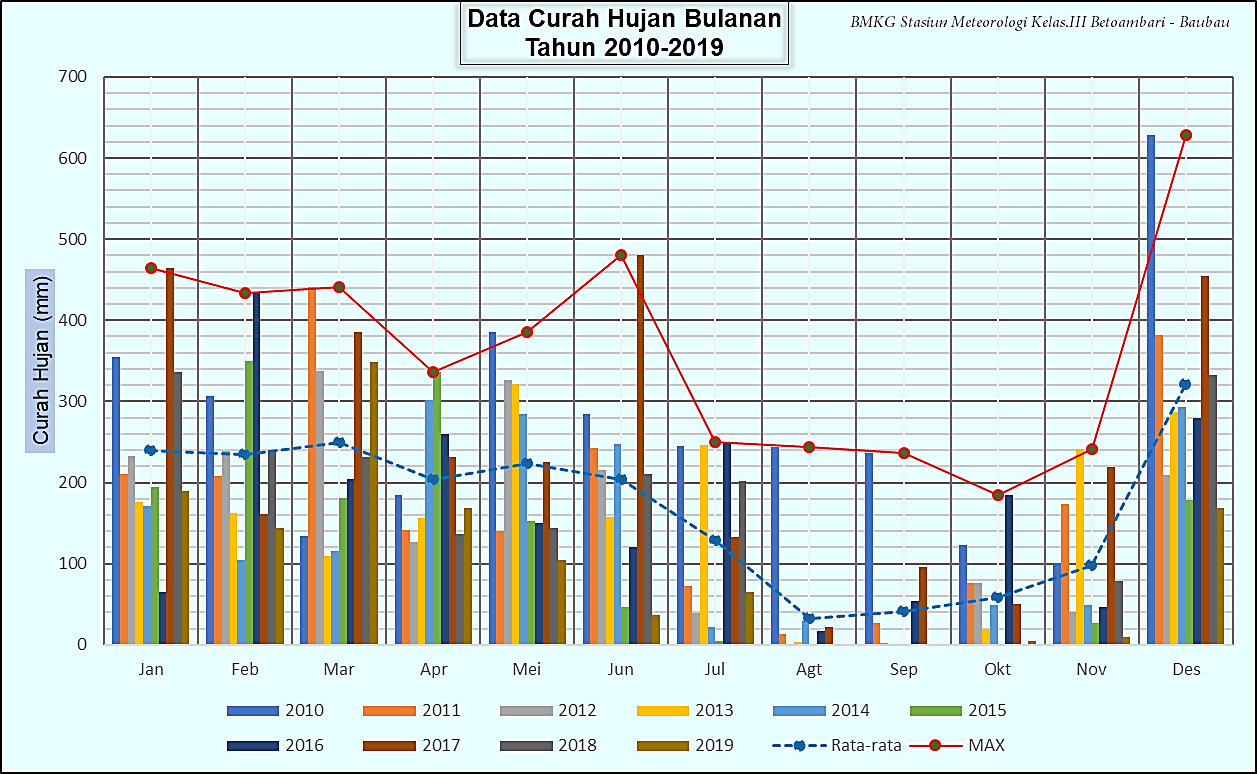 Data Curah Hujan Bulanan
Tahun 2010-2019
BMKG Stasiun Meteorologi Kelas.III Betoambari - Baubau
Curah Hujan (mm)
700
600
500
400
300
200
100
0
Jan Feb Mar Apr Mei Jun Jul Agt Sep Okt Nov Des
2010 2011 2012 2013 2014 2015
2016 2017 2018 2019 Rata-rata MAX